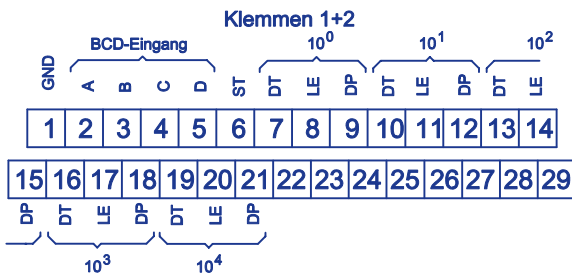 Klemmen 1+2
BCD-Eingang 10⁰ 10¹ 10²
GND A B C D ST DT LE DP DT LE DP DT LE
1 2 3 4 5 6 7 8 9 10 11 12 13 14
15 16 17 18 19 20 21 22 23 24 25 26 27 28 29
DP DT LE DP DT LE DP
10³ 10⁴